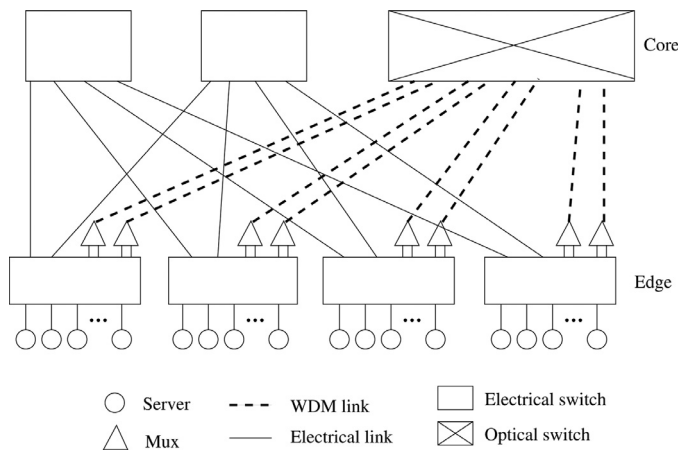 Core
Edge
... ... ... ...
Server
WDM link
Electrical switch
Mux
Electrical link
Optical switch